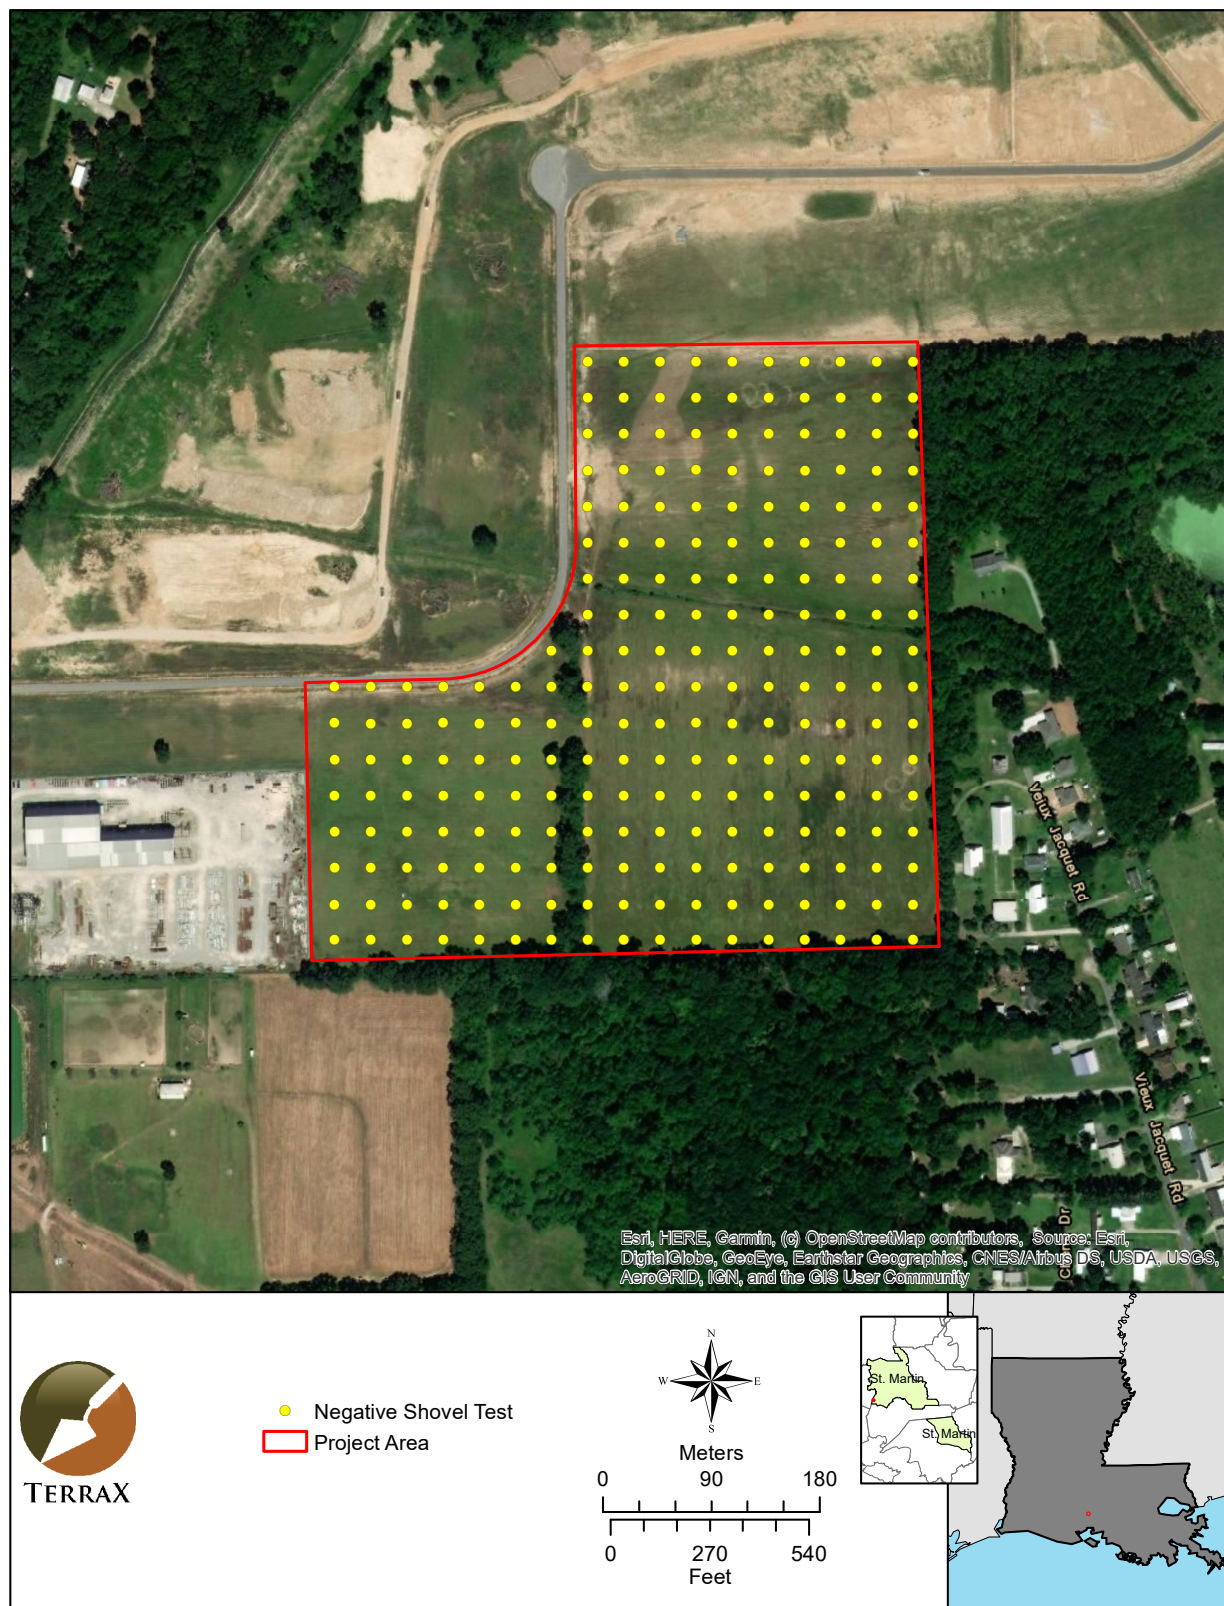 Veiux Jacquet Rd
Vieux Jacquet Rd
Dr
Esri, HERE, Garmin, (c) OpenStreetMap contributors, Source: Esri,
DigitalGlobe, GeoEye, Earthstar Geographics, CNES/Airbus DS, USDA, USGS,
AeroGRID, IGN, and the GIS User Community
TERRAX
Negative Shovel Test
Project Area
N
W E
S
Meters
0 90 180
0 270 540
Feet
St. Martin
St. Martin